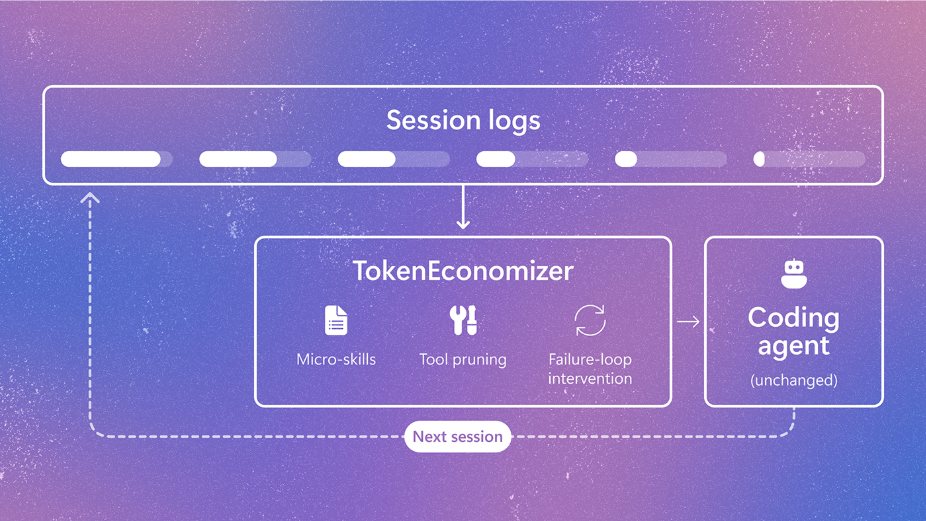 Session logs
TokenEconomizer
Micro-skills
Tool pruning
Failure-loop
intervention
Coding
agent
(unchanged)
Next session